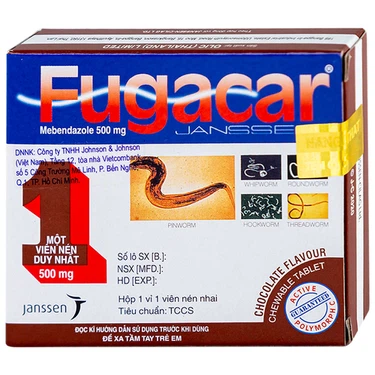 OLIC (THAILAND) LIMITED
Fugacar®
Mebendazole 500 mg
JANSSEN
DNNK: Công ty TNHH Johnson & Johnson
(Việt Nam), Tầng 12, tòa nhà Vietcombank,
số 5 Công Trường Mê Linh, P. Bến Nghé,
Q.1, TP. Hồ Chí Minh.
1
MỘT
VIÊN NÉN
DUY NHẤT
500 mg
PINWORM
WHIPWORM
ROUNDWORM
HOOKWORM
THREADWORM
Số lô SX [B.]:
NSX [MFD.]:
HD [EXP.]:
Hộp 1 vỉ 1 viên nén nhai
Tiêu chuẩn: TCCS
CHOCOLATE FLAVOUR
CHEWABLE TABLET
ACTIVE
GUARANTEED
POLYMORPH C
janssen
ĐỌC KĨ HƯỚNG DẪN SỬ DỤNG TRƯỚC KHI DÙNG
ĐỂ XA TẦM TAY TRẺ EM